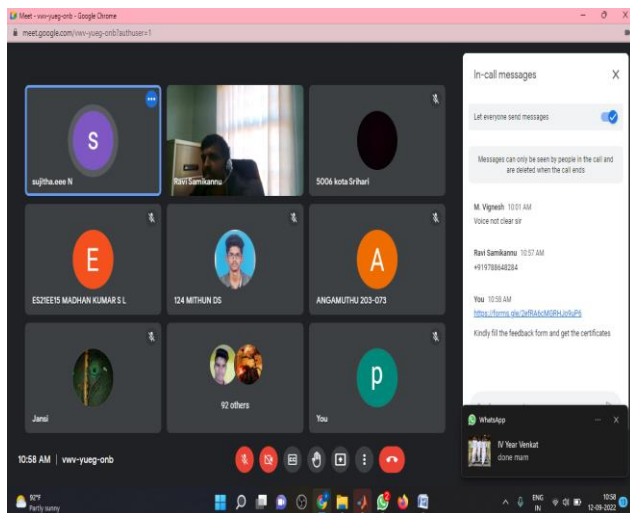 Meet - vwv-yueg-onb - Google Chrome
meet.google.com/vwv-yueg-onb?authuser=1
In-call messages
Let everyone send messages
Messages can only be seen by people in the call and
are deleted when the call ends
M. Vignesh 10:01 AM
Voice not clear sir
Ravi Samikannu 10:57 AM
+919788648284
You 10:58 AM
https://forms.gle/2efRA6cMGRHJo9uP6
Kindly fill the feedback form and get the certificates
S
sujitha.eee N
Ravi Samikannu
5006 kota Srihari
E
ES21EE15 MADHAN KUMAR S L
124 MITHUN DS
A
ANGAMUTHU 203-073
Jansi
92 others
p
You
10:58 AM | vwv-yueg-onb
WhatsApp
IV Year Venkat
done mam
92°F
Partly sunny
ENG
IN
10:58
12-09-2022